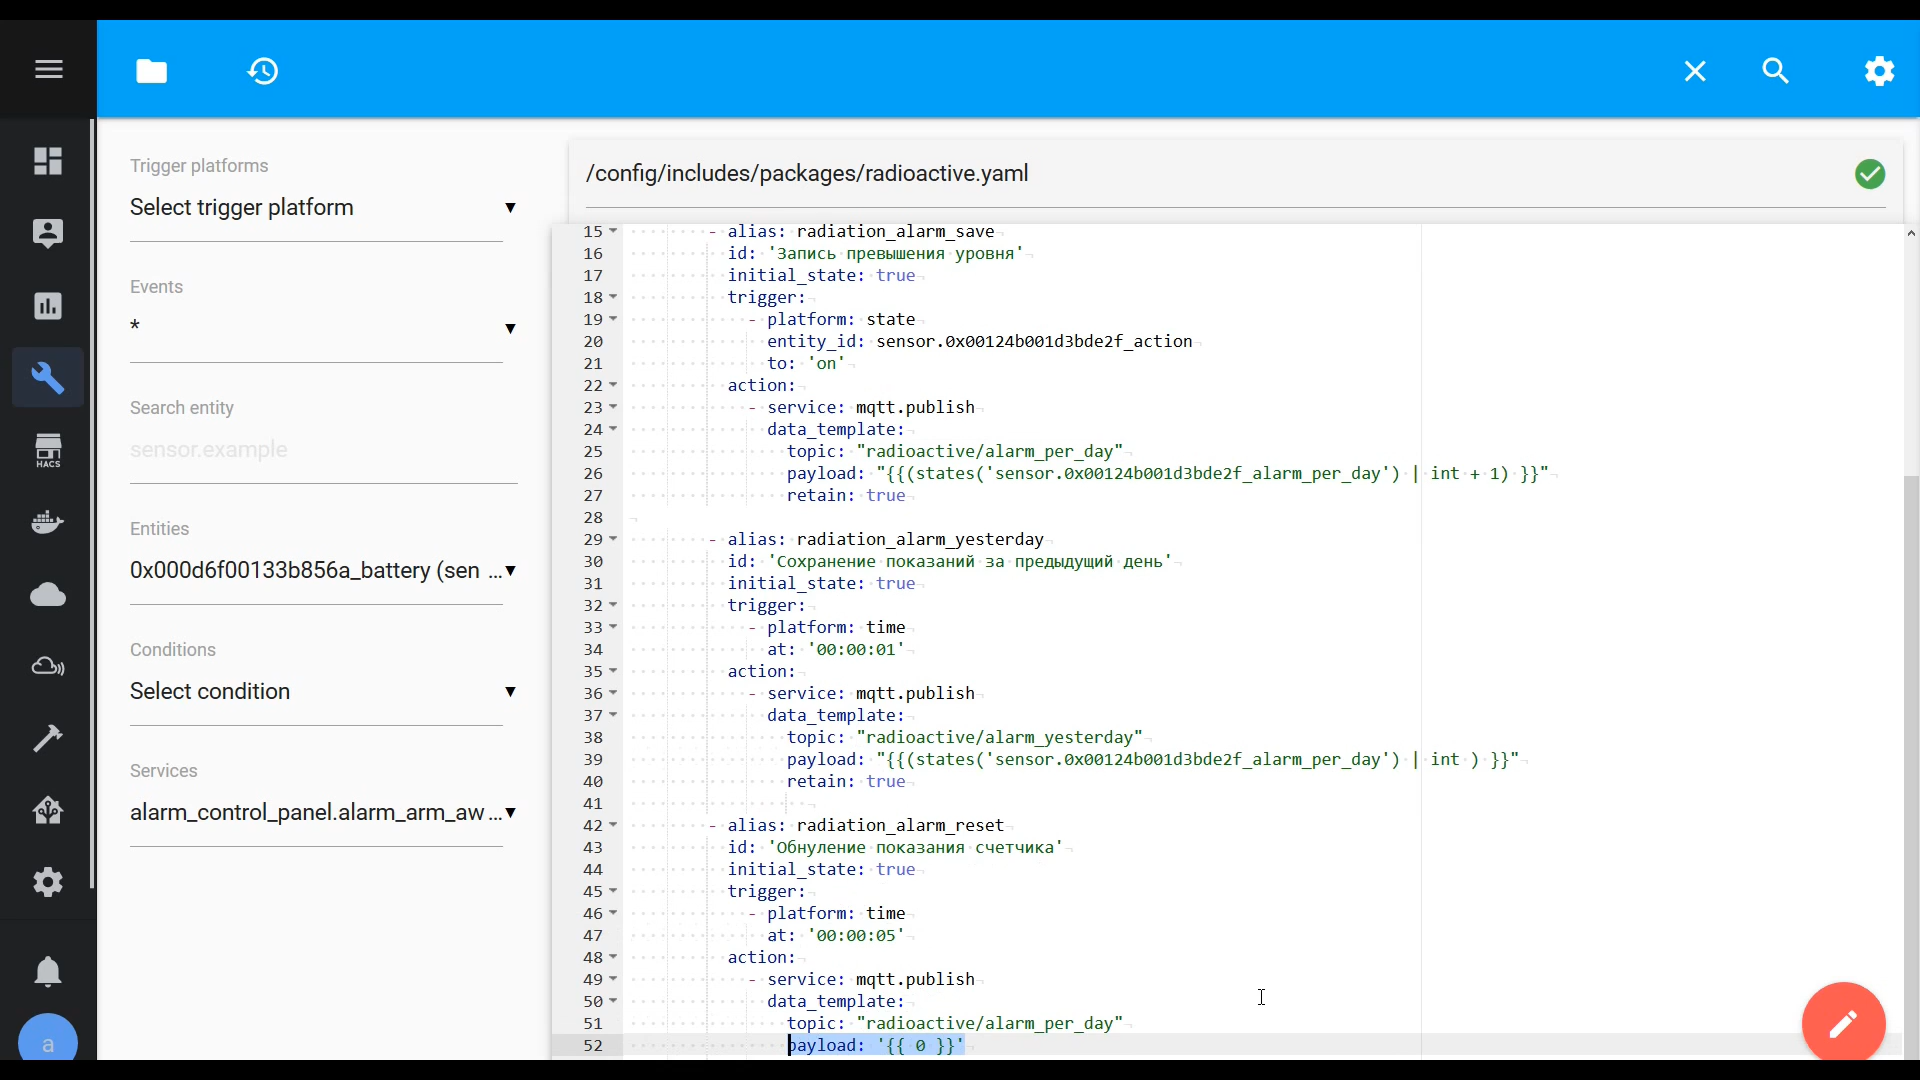 /config/includes/packages/radioactive.yaml
Trigger platforms
Select trigger platform
Events
*
Search entity
sensor.example
Entities
0x000d6f00133b856a_battery (sen ...
Conditions
Select condition
Services
alarm_control_panel.alarm_arm_aw ...
HACS
a
15 - alias: radiation_alarm_save
16 id: 'Запись превышения уровня'
17 initial_state: true
18 trigger:
19 - platform: state
20 entity_id: sensor.0x00124b001d3bde2f_action
21 to: 'on'
22 action:
23 - service: mqtt.publish
24 data_template:
25 topic: "radioactive/alarm_per_day"
26 payload: "{{(states('sensor.0x00124b001d3bde2f_alarm_per_day') | int + 1) }}"
27 retain: true
28
29 - alias: radiation_alarm_yesterday
30 id: 'Сохранение показаний за предыдущий день'
31 initial_state: true
32 trigger:
33 - platform: time
34 at: '00:00:01'
35 action:
36 - service: mqtt.publish
37 data_template:
38 topic: "radioactive/alarm_yesterday"
39 payload: "{{(states('sensor.0x00124b001d3bde2f_alarm_per_day') | int ) }}"
40 retain: true
41
42 - alias: radiation_alarm_reset
43 id: 'Обнуление показания счетчика'
44 initial_state: true
45 trigger:
46 - platform: time
47 at: '00:00:05'
48 action:
49 - service: mqtt.publish
50 data_template:
51 topic: "radioactive/alarm_per_day"
52 payload: '{{ 0 }}'